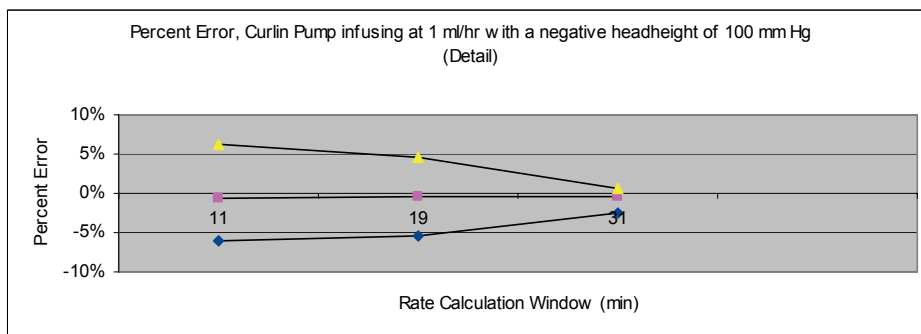 Percent Error, Curlin Pump infusing at 1 ml/hr with a negative headheight of 100 mm Hg
(Detail)
10%
5%
0%
-5%
-10%
Percent Error
11
19
31
Rate Calculation Window (min)